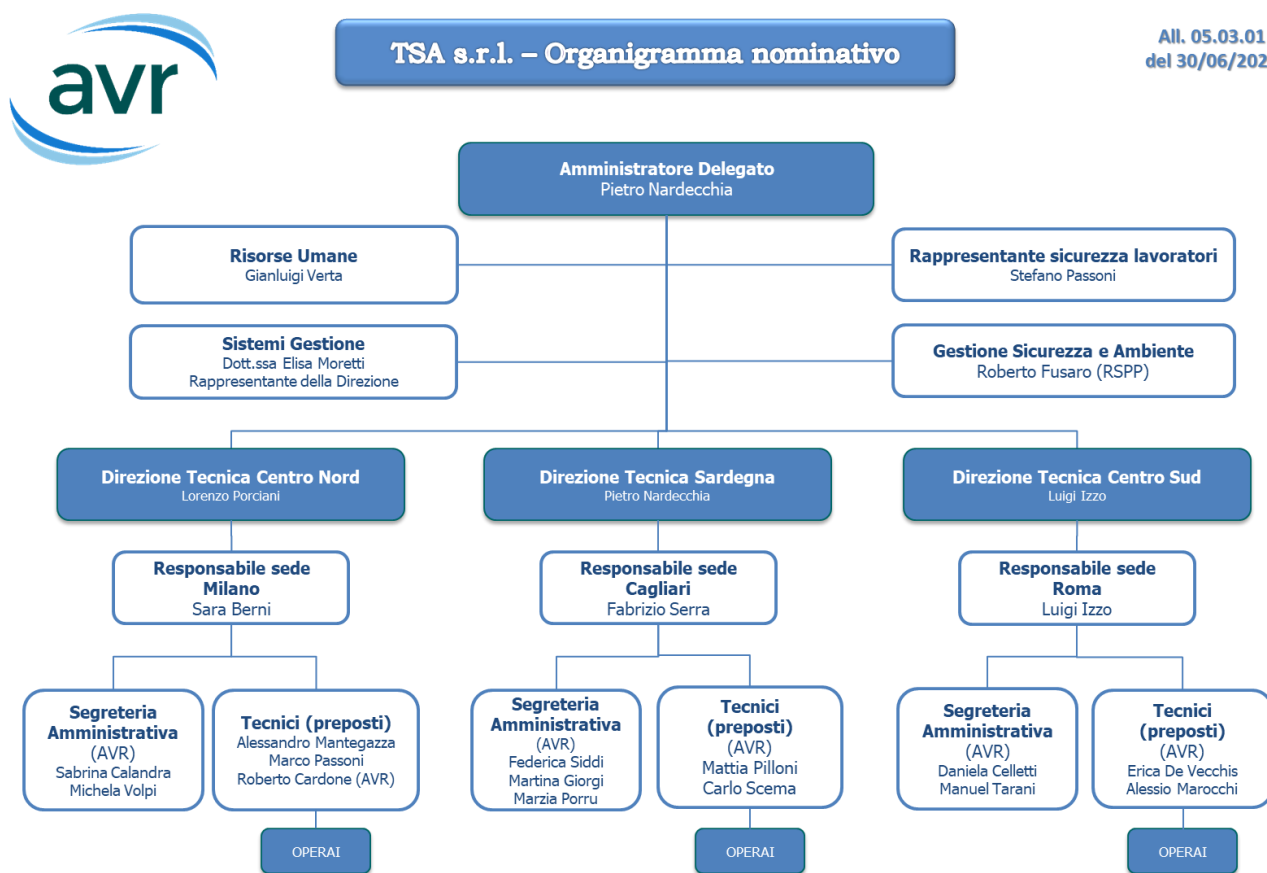 avr
TSA s.r.l. – Organigramma nominativo
All. 05.03.01
del 30/06/202
Amministratore Delegato
Pietro Nardecchia
Risorse Umane
Gianluigi Verta
Rappresentante sicurezza lavoratori
Stefano Passoni
Sistemi Gestione
Dott.ssa Elisa Moretti
Rappresentante della Direzione
Gestione Sicurezza e Ambiente
Roberto Fusaro (RSPP)
Direzione Tecnica Centro Nord
Lorenzo Porciani
Direzione Tecnica Sardegna
Pietro Nardecchia
Direzione Tecnica Centro Sud
Luigi Izzo
Responsabile sede
Milano
Sara Berni
Responsabile sede
Cagliari
Fabrizio Serra
Responsabile sede
Roma
Luigi Izzo
Segreteria
Amministrativa
(AVR)
Sabrina Calandra
Michela Volpi
Tecnici (preposti)
Alessandro Mantegazza
Marco Passoni
Roberto Cardone (AVR)
Segreteria
Amministrativa
(AVR)
Federica Siddi
Martina Giorgi
Marzia Porru
Tecnici
(preposti)
(AVR)
Mattia Pilloni
Carlo Scema
Segreteria
Amministrativa
(AVR)
Daniela Celletti
Manuel Tarani
Tecnici
(preposti)
(AVR)
Erica De Vecchis
Alessio Marocchi
OPERAI
OPERAI
OPERAI